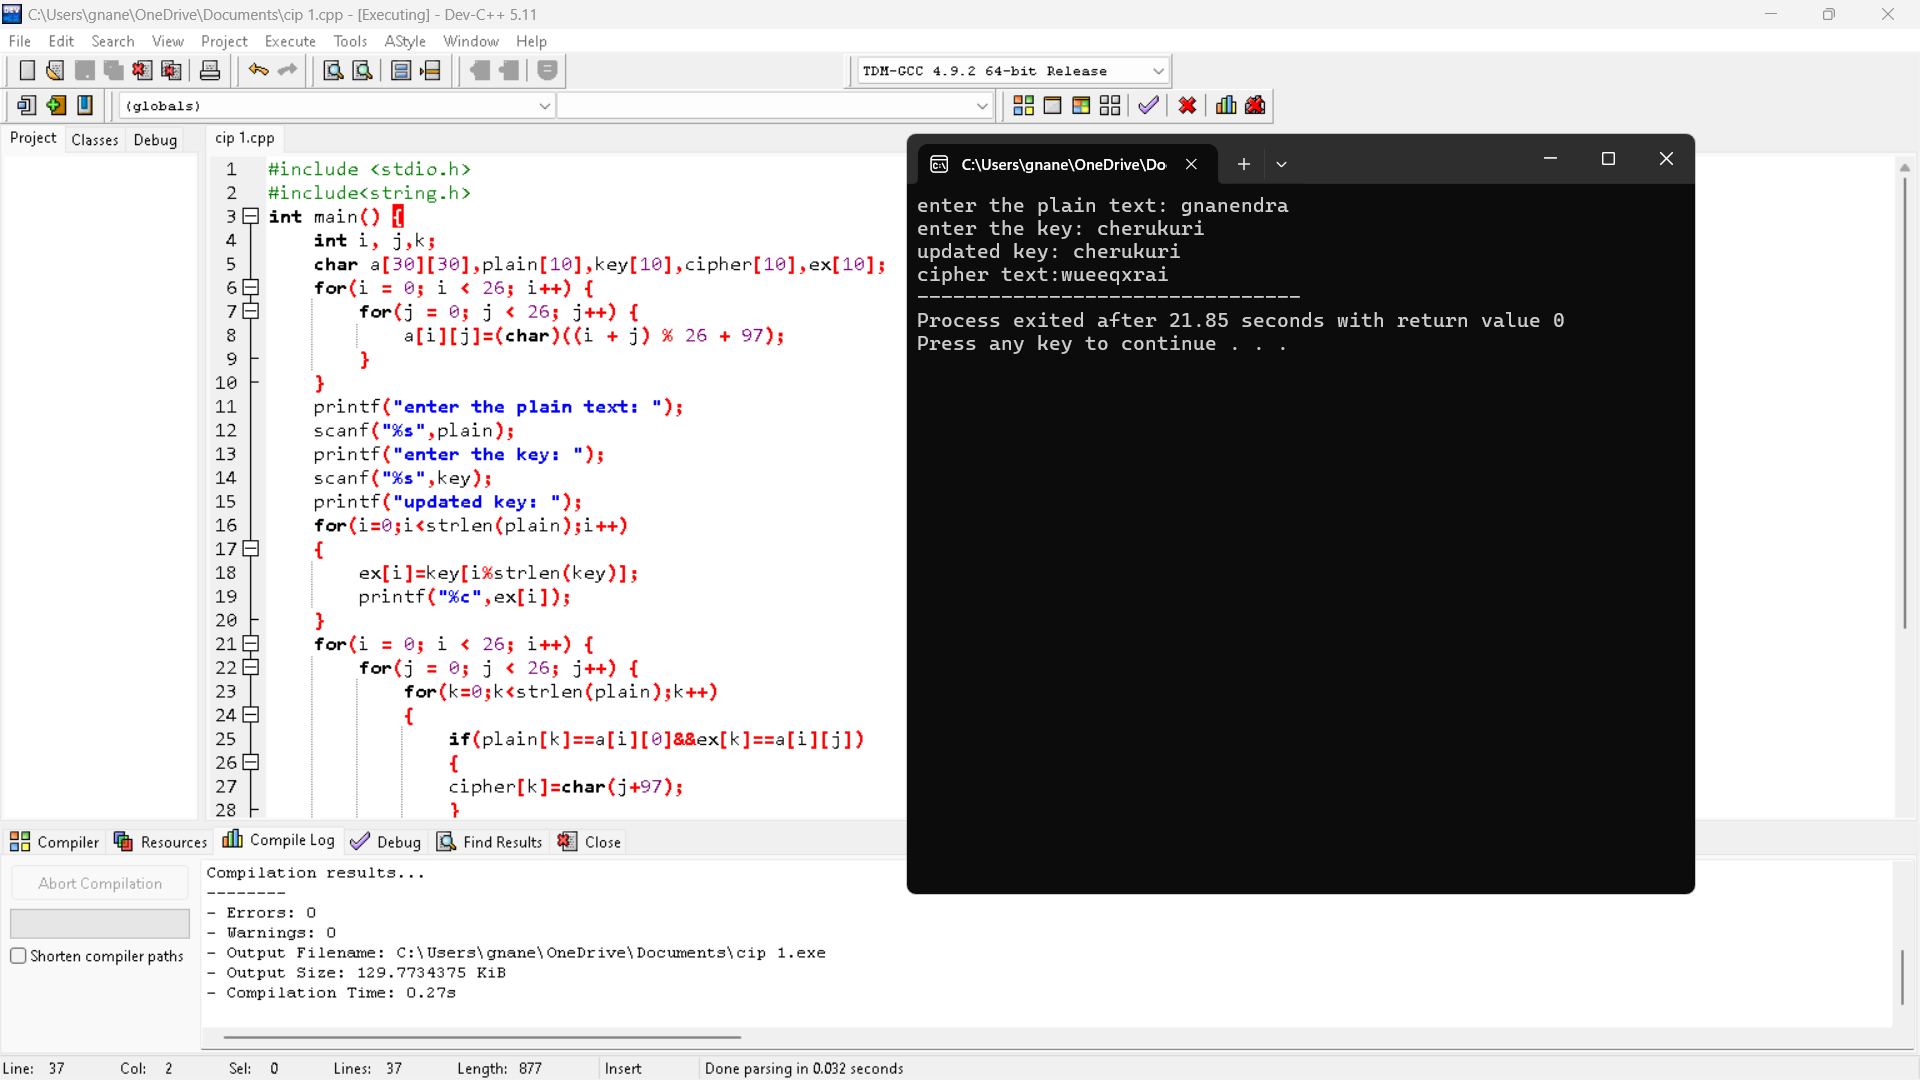 C:\Users\gnane\OneDrive\Documents\cip 1.cpp - [Executing] - Dev-C++ 5.11
File Edit Search View Project Execute Tools AStyle Window Help
TDM-GCC 4.9.2 64-bit Release
(globals)
Project Classes Debug
cip 1.cpp
1 #include <stdio.h>
2 #include<string.h>
3 int main() {
4 int i, j,k;
5 char a[30][30],plain[10],key[10],cipher[10],ex[10];
6 for(i = 0; i < 26; i++) {
7 for(j = 0; j < 26; j++) {
8 a[i][j]=(char)((i + j) % 26 + 97);
9 }
10 }
11 printf("enter the plain text: ");
12 scanf("%s",plain);
13 printf("enter the key: ");
14 scanf("%s",key);
15 printf("updated key: ");
16 for(i=0;i<strlen(plain);i++)
17 {
18 ex[i]=key[i%strlen(key)];
19 printf("%c",ex[i]);
20 }
21 for(i = 0; i < 26; i++) {
22 for(j = 0; j < 26; j++) {
23 for(k=0;k<strlen(plain);k++)
24 {
25 if(plain[k]==a[i][0]&&ex[k]==a[i][j])
26 {
27 cipher[k]=char(j+97);
28 }
C:\Users\gnane\OneDrive\Do
enter the plain text: gnanendra
enter the key: cherukuri
updated key: cherukuri
cipher text:wueeqxrai
--------------------------------
Process exited after 21.85 seconds with return value 0
Press any key to continue . . .
Compiler Resources Compile Log Debug Find Results Close
Abort Compilation
Shorten compiler paths
Compilation results...
--------
- Errors: 0
- Warnings: 0
- Output Filename: C:\Users\gnane\OneDrive\Documents\cip 1.exe
- Output Size: 129.7734375 KiB
- Compilation Time: 0.27s
Line: 37 Col: 2 Sel: 0 Lines: 37 Length: 877 Insert Done parsing in 0.032 seconds